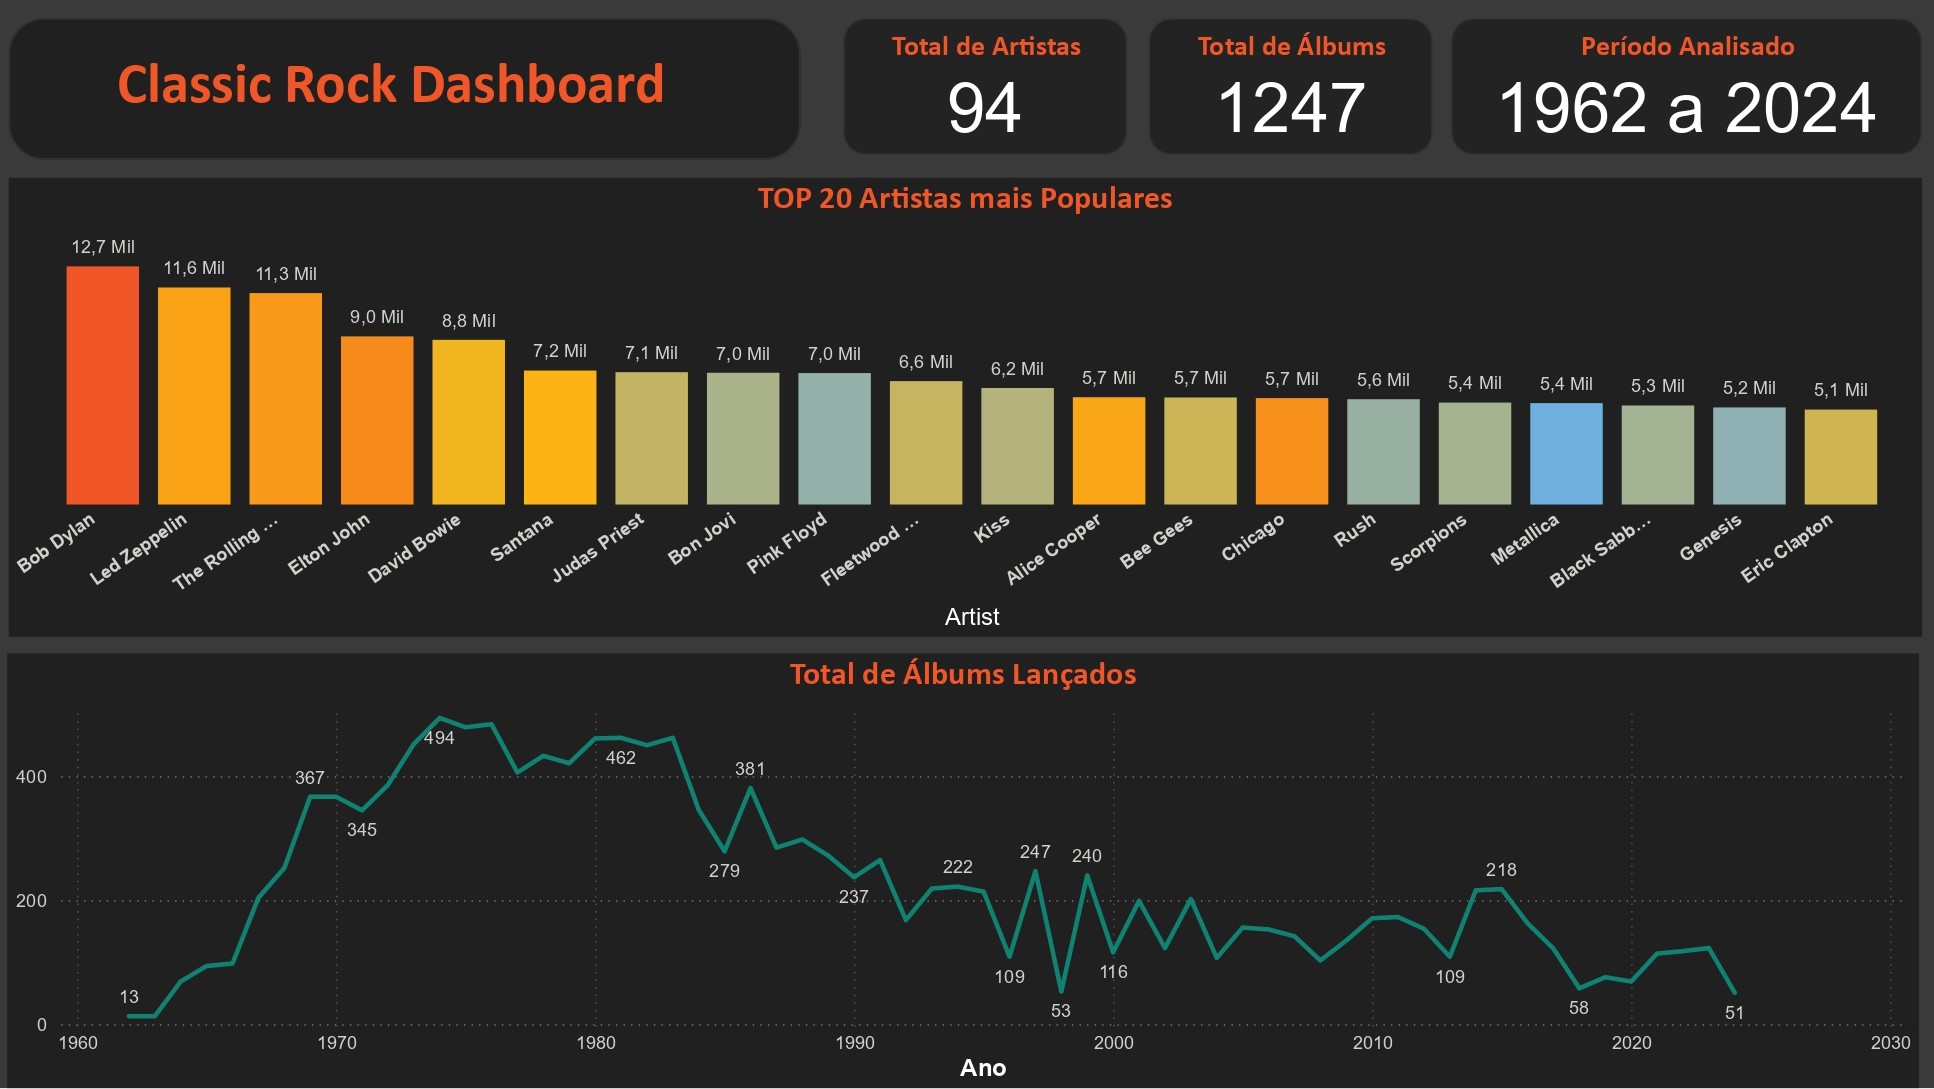 Classic Rock Dashboard
Total de Artistas
94
Total de Álbums
1247
Período Analisado
1962 a 2024
TOP 20 Artistas mais Populares
12,7 Mil
11,6 Mil
11,3 Mil
9,0 Mil
8,8 Mil
7,2 Mil
7,1 Mil
7,0 Mil
7,0 Mil
6,6 Mil
6,2 Mil
5,7 Mil
5,7 Mil
5,7 Mil
5,6 Mil
5,4 Mil
5,4 Mil
5,3 Mil
5,2 Mil
5,1 Mil
Bob Dylan
Led Zeppelin
The Rolling ...
Elton John
David Bowie
Santana
Judas Priest
Bon Jovi
Pink Floyd
Fleetwood ...
Kiss
Alice Cooper
Bee Gees
Chicago
Rush
Scorpions
Metallica
Black Sabb...
Genesis
Eric Clapton
Artist
Total de Álbums Lançados
400
200
0
13
367
345
494
462
279
381
237
222
109
247
53
240
116
109
218
58
51
1960
1970
1980
1990
2000
2010
2020
2030
Ano